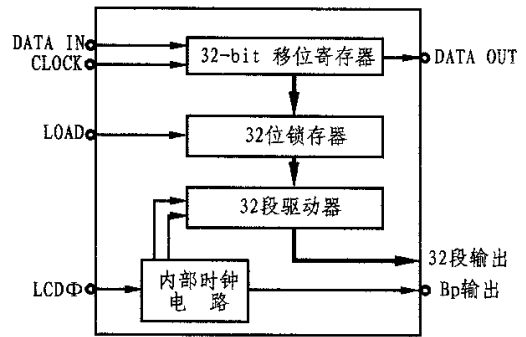 DATA IN
CLOCK
32-bit 移位寄存器
DATA OUT
LOAD
32位锁存器
32段驱动器
32段输出
LCDΦ
内部时钟
电 路
Bp输出